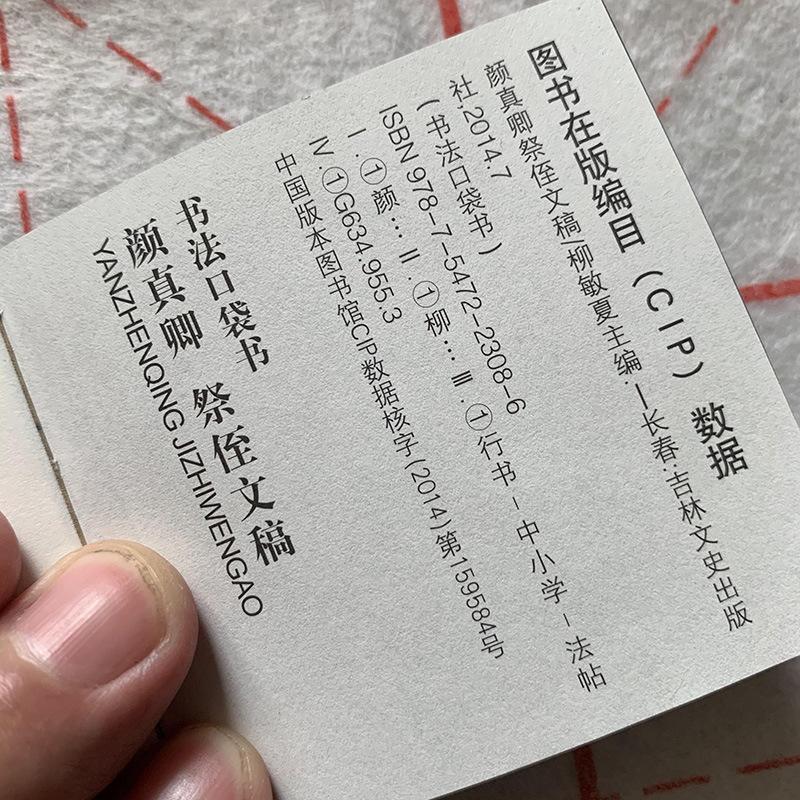 图书在版编目（CIP）数据
颜真卿祭侄文稿/柳敏夏主编.—长春:吉林文史出版
社 2014.7
（书法口袋书）
ISBN 978-7-5472-2308-6
Ⅰ.①颜… Ⅱ.①柳… Ⅲ.①行书-中小学-法帖
Ⅳ.①G634.955.3
中国版本图书馆CIP数据核字(2014)第159584号
书法口袋书
颜真卿 祭侄文稿
YANZHENQING JIZHIWENGAO